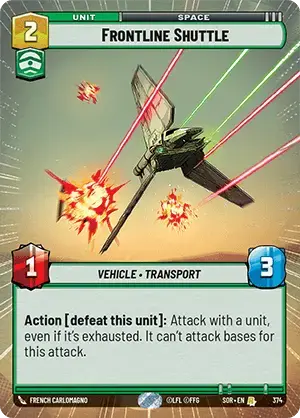 UNIT
SPACE
2
FRONTLINE SHUTTLE
1
3
VEHICLE • TRANSPORT
Action [defeat this unit]: Attack with a unit,
even if it's exhausted. It can't attack bases for
this attack.
FRENCH CARLOMAGNO
©LFL ©FFG
SOR • EN
374